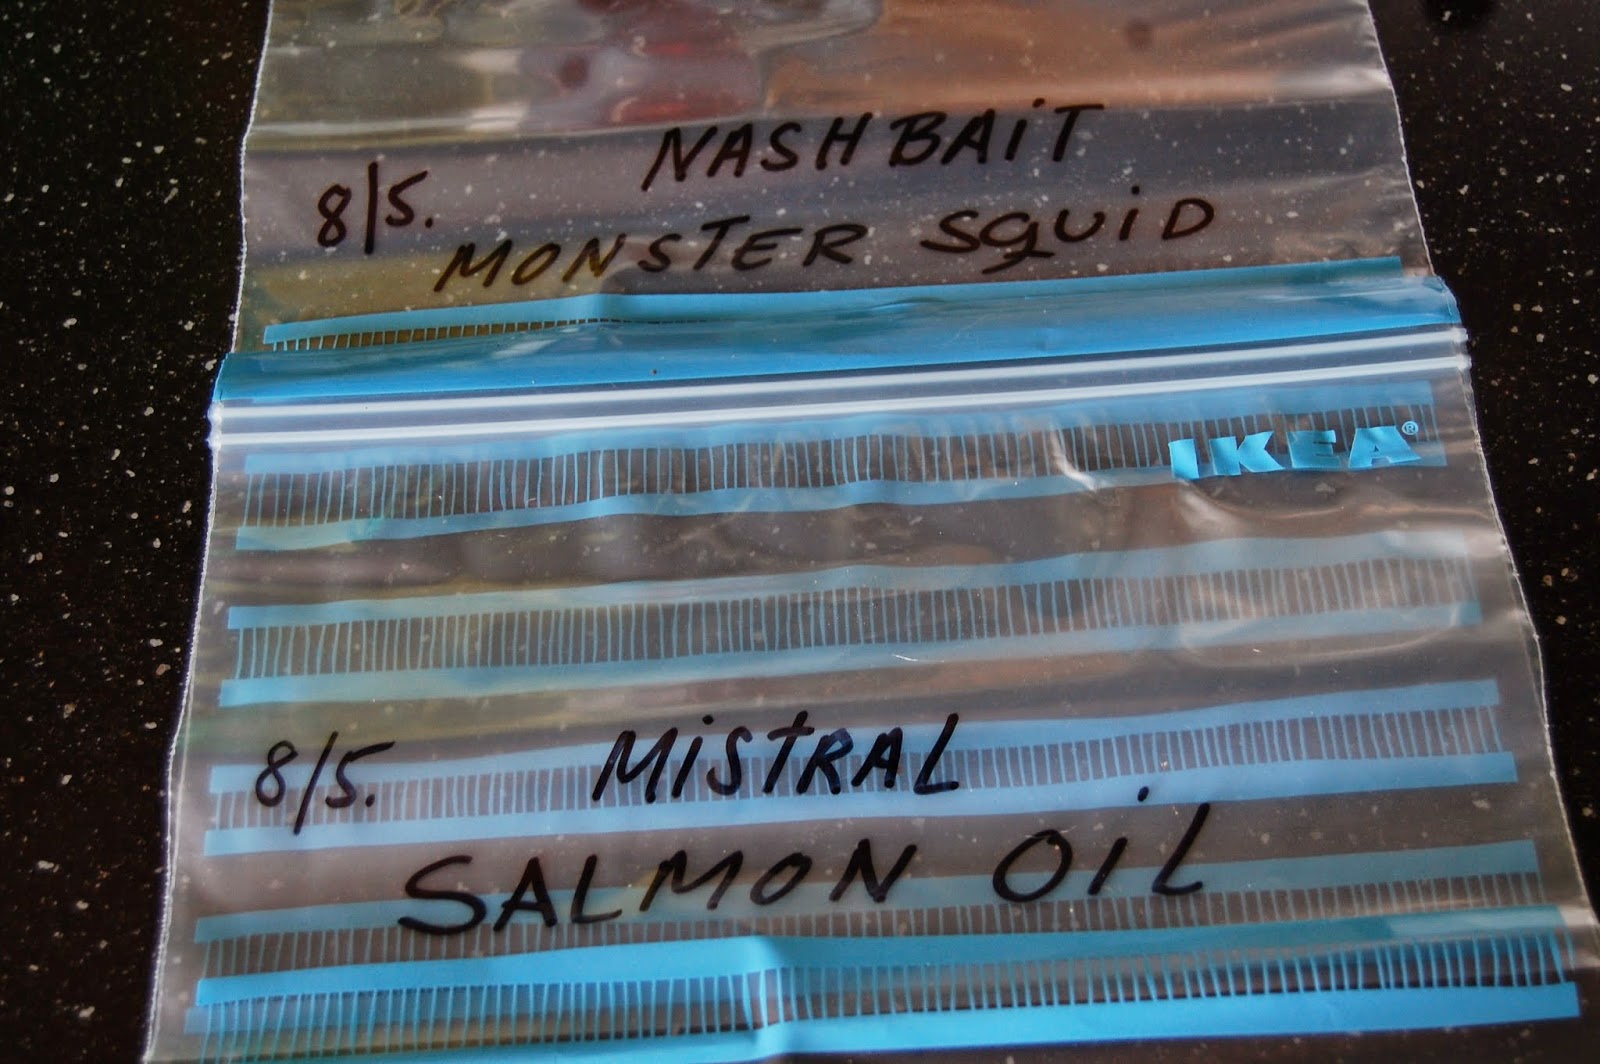 NASHBAiT
8/5.
MONSTER SQUiD
IKEA®
8/5. MiSTRAL
SALMON OiL